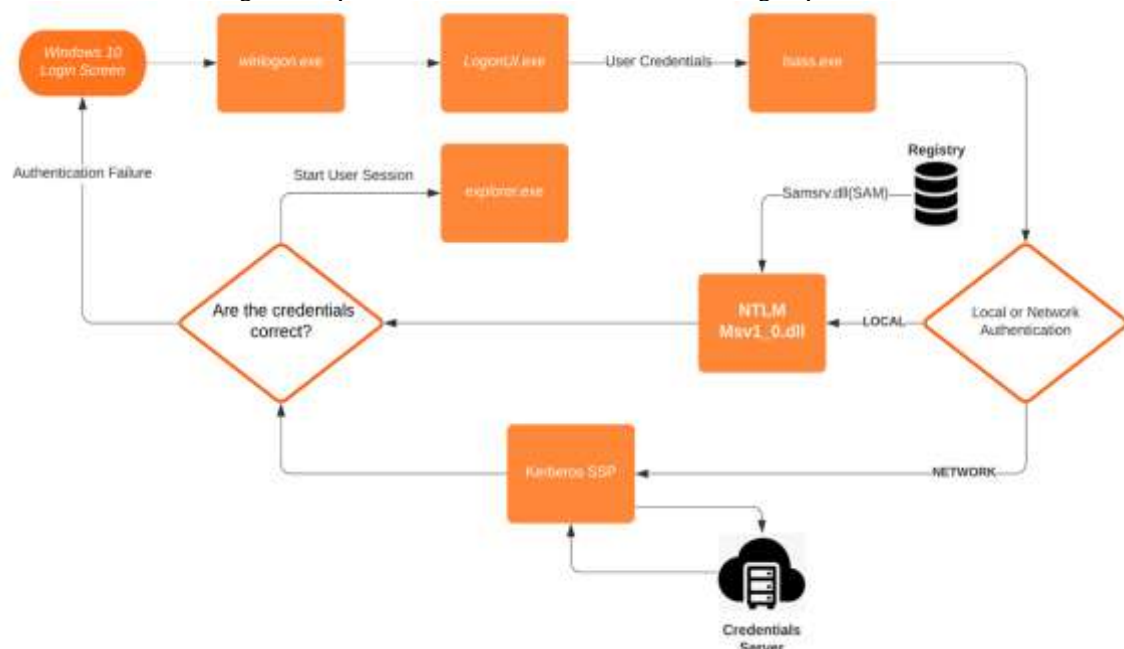 Windows 10
Login Screen
winlogon.exe
LogonUI.exe
User Credentials
lsass.exe
Registry
Authentication Failure
Start User Session
explorer.exe
Samsrv.dll(SAM)
Are the credentials
correct?
NTLM
Msv1_0.dll
LOCAL
Local or Network
Authentication
Kerberos SSP
NETWORK
Credentials
Server